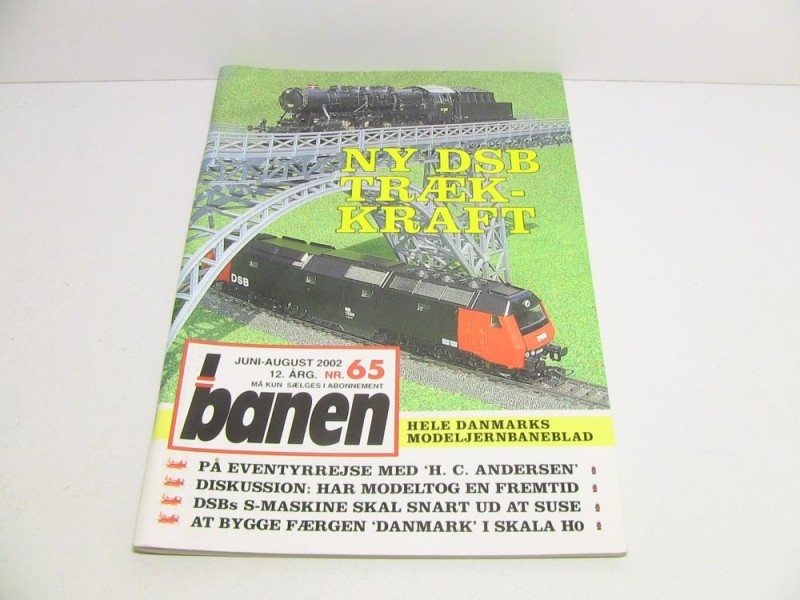 NY DSB
TRÆK-
KRAFT
DSB
JUNI-AUGUST 2002
12. ÅRG. NR. 65
MÅ KUN SÆLGES I ABONNEMENT
banen
HELE DANMARKS
MODELJERNBANEBLAD
PÅ EVENTYRREJSE MED 'H. C. ANDERSEN'
DISKUSSION: HAR MODELTOG EN FREMTID
DSBs S-MASKINE SKAL SNART UD AT SUSE
AT BYGGE FÆRGEN 'DANMARK' I SKALA H0